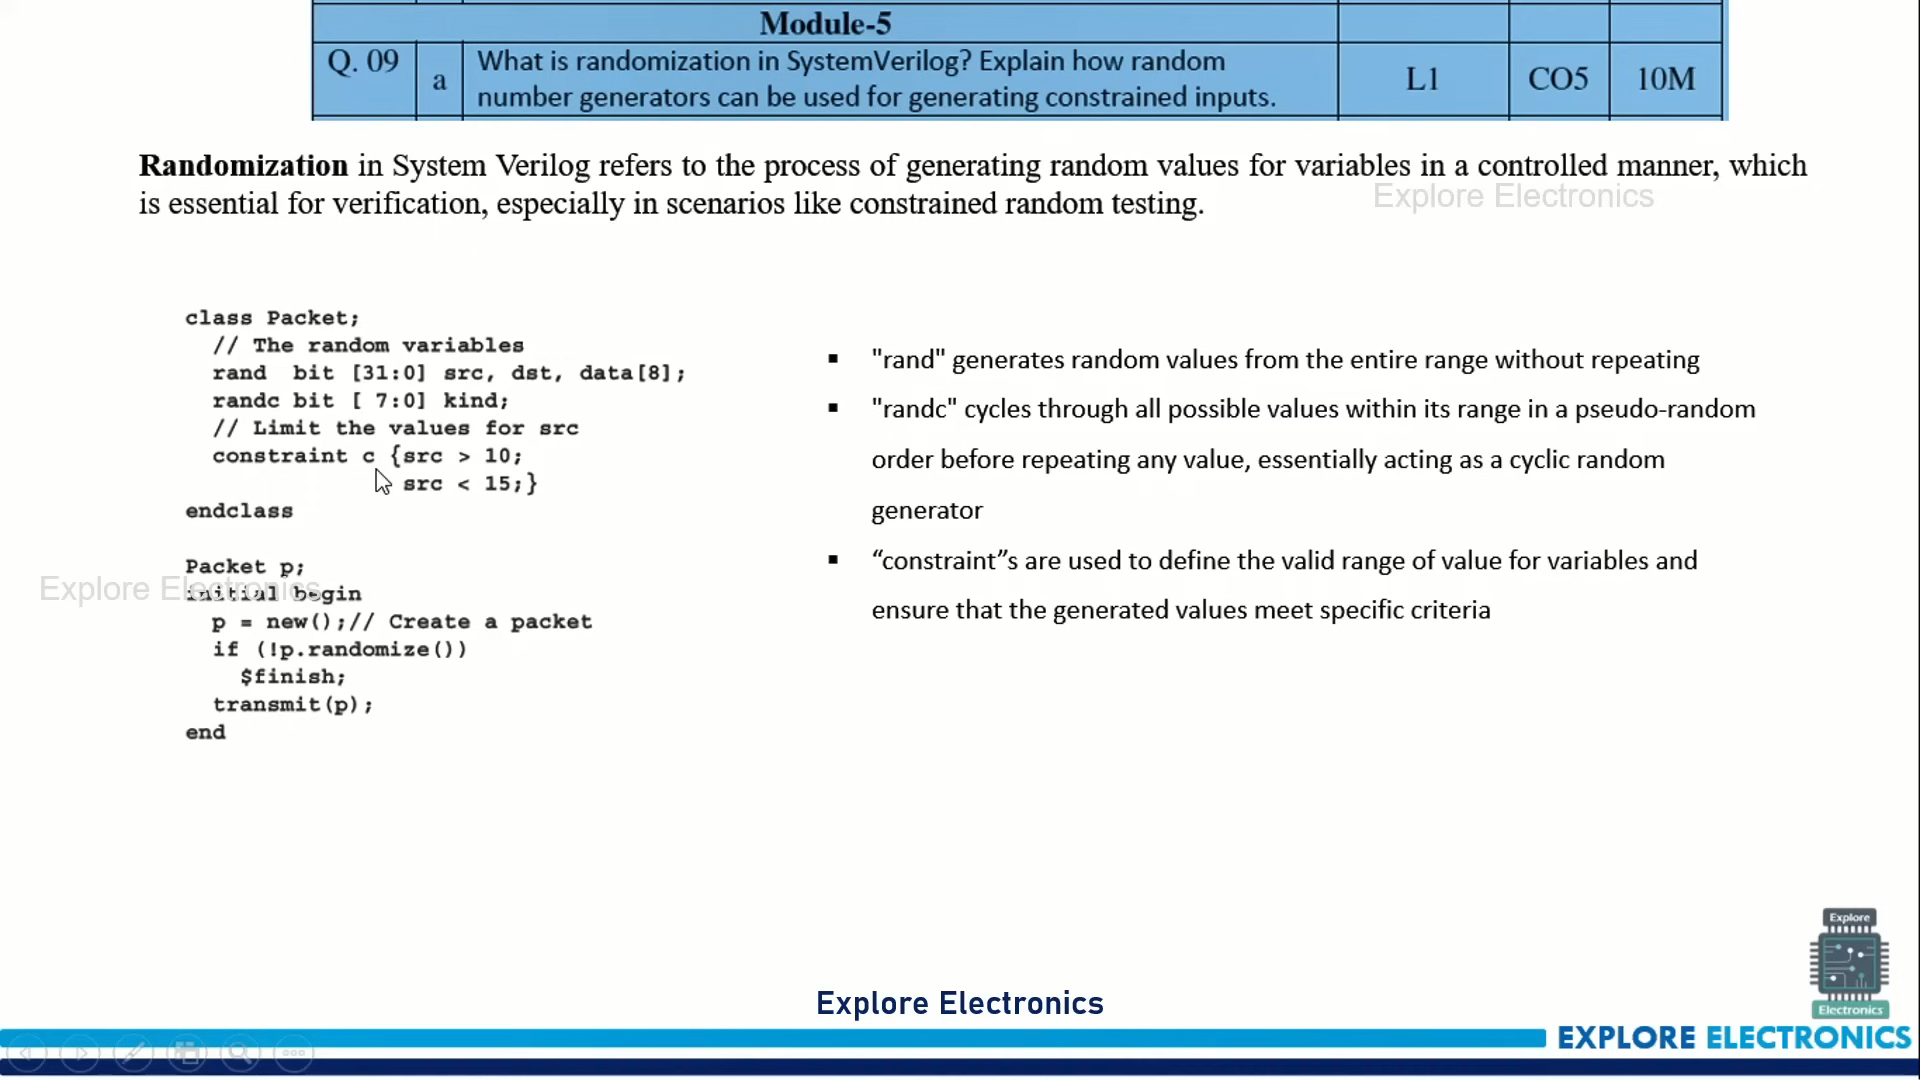 Module-5
Q. 09
a
What is randomization in SystemVerilog? Explain how random
number generators can be used for generating constrained inputs.
L1
CO5
10M
Randomization in System Verilog refers to the process of generating random values for variables in a controlled manner, which
is essential for verification, especially in scenarios like constrained random testing.
Explore Electronics
class Packet;
// The random variables
rand bit [31:0] src, dst, data[8];
randc bit [ 7:0] kind;
// Limit the values for src
constraint c {src > 10;
src < 15;}
endclass
Packet p;
Explore Electronics
initial begin
p = new();// Create a packet
if (!p.randomize())
$finish;
transmit(p);
end
▪ "rand" generates random values from the entire range without repeating
▪ "randc" cycles through all possible values within its range in a pseudo-random
order before repeating any value, essentially acting as a cyclic random
generator
▪ “constraint”s are used to define the valid range of value for variables and
ensure that the generated values meet specific criteria
Explore
Electronics
Explore Electronics
EXPLORE ELECTRONICS